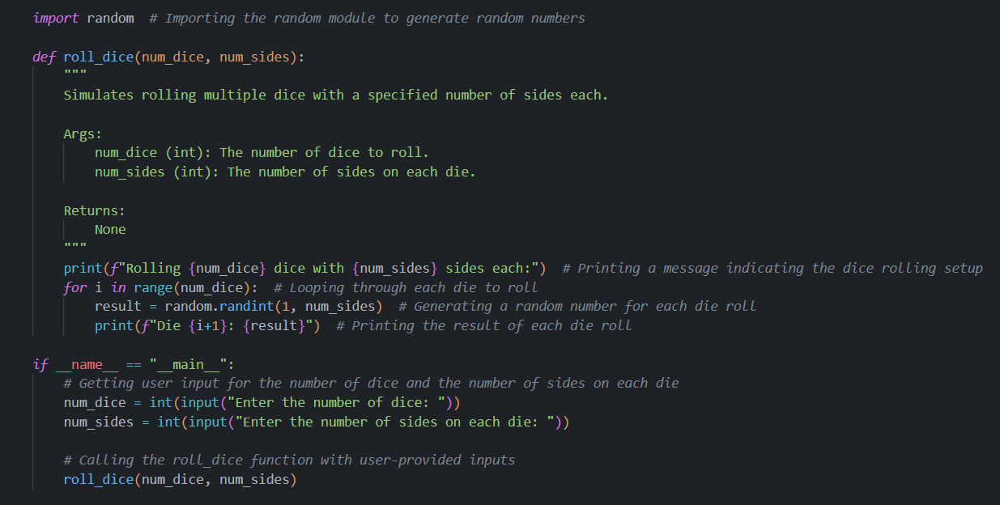 import random  # Importing the random module to generate random numbers

def roll_dice(num_dice, num_sides):
    """
    Simulates rolling multiple dice with a specified number of sides each.

    Args:
        num_dice (int): The number of dice to roll.
        num_sides (int): The number of sides on each die.

    Returns:
        None
    """
    print(f"Rolling {num_dice} dice with {num_sides} sides each:")  # Printing a message indicating the dice rolling setup
    for i in range(num_dice):  # Looping through each die to roll
        result = random.randint(1, num_sides)  # Generating a random number for each die roll
        print(f"Die {i+1}: {result}")  # Printing the result of each die roll

if __name__ == "__main__":
    # Getting user input for the number of dice and the number of sides on each die
    num_dice = int(input("Enter the number of dice: "))
    num_sides = int(input("Enter the number of sides on each die: "))

    # Calling the roll_dice function with user-provided inputs
    roll_dice(num_dice, num_sides)